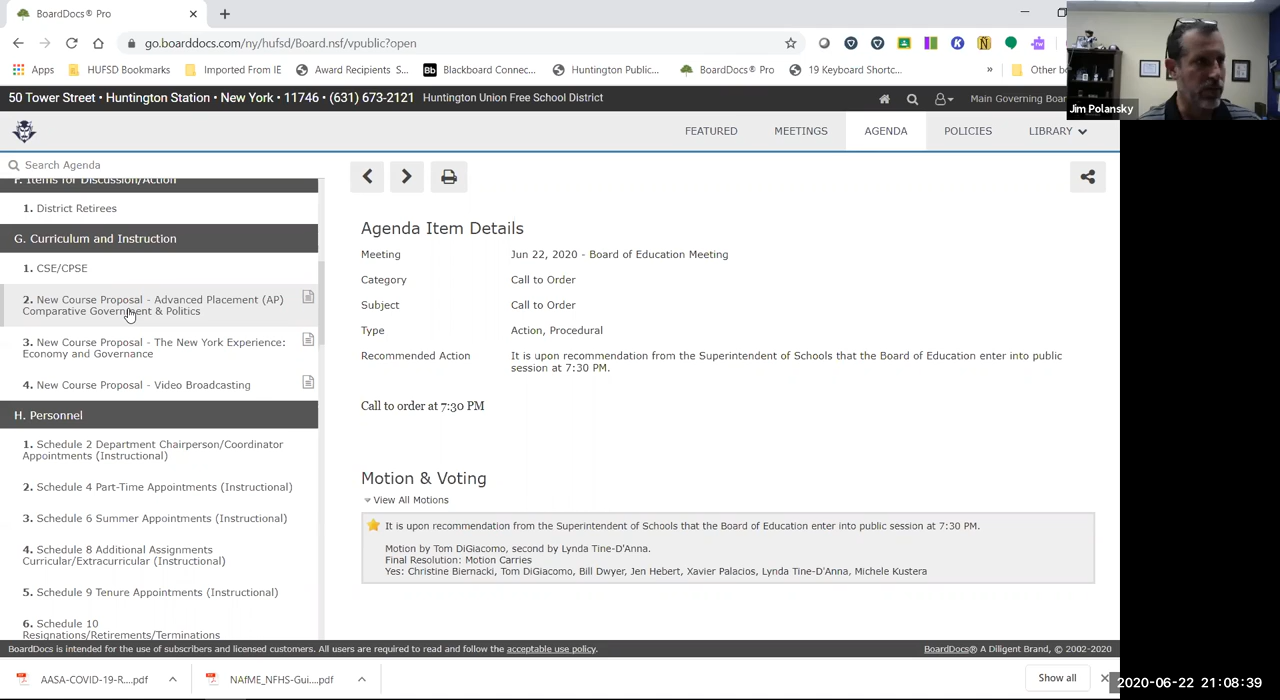 BoardDocs® Pro
go.boarddocs.com/ny/hufsd/Board.nsf/vpublic?open
Apps HUFSD Bookmarks Imported From IE Award Recipients S... Blackboard Connec... Huntington Public... BoardDocs® Pro 19 Keyboard Shortc... » Other bo
Jim Polansky
50 Tower Street • Huntington Station • New York • 11746 • (631) 673-2121 Huntington Union Free School District Main Governing Boar
FEATURED MEETINGS AGENDA POLICIES LIBRARY
Search Agenda
F. Items for Discussion/Action
1. District Retirees
G. Curriculum and Instruction
1. CSE/CPSE
2. New Course Proposal - Advanced Placement (AP)
Comparative Government & Politics
3. New Course Proposal - The New York Experience:
Economy and Governance
4. New Course Proposal - Video Broadcasting
H. Personnel
1. Schedule 2 Department Chairperson/Coordinator
Appointments (Instructional)
2. Schedule 4 Part-Time Appointments (Instructional)
3. Schedule 6 Summer Appointments (Instructional)
4. Schedule 8 Additional Assignments
Curricular/Extracurricular (Instructional)
5. Schedule 9 Tenure Appointments (Instructional)
6. Schedule 10
Resignations/Retirements/Terminations
Agenda Item Details
Meeting Jun 22, 2020 - Board of Education Meeting
Category Call to Order
Subject Call to Order
Type Action, Procedural
Recommended Action It is upon recommendation from the Superintendent of Schools that the Board of Education enter into public
session at 7:30 PM.
Call to order at 7:30 PM
Motion & Voting
View All Motions
It is upon recommendation from the Superintendent of Schools that the Board of Education enter into public session at 7:30 PM.
Motion by Tom DiGiacomo, second by Lynda Tine-D'Anna.
Final Resolution: Motion Carries
Yes: Christine Biernacki, Tom DiGiacomo, Bill Dwyer, Jen Hebert, Xavier Palacios, Lynda Tine-D'Anna, Michele Kustera
BoardDocs is intended for the use of subscribers and licensed customers. All users are required to read and follow the acceptable use policy. BoardDocs® A Diligent Brand, © 2002-2020
AASA-COVID-19-R....pdf NAfME_NFHS-Gui....pdf Show all
2020-06-22 21:08:39